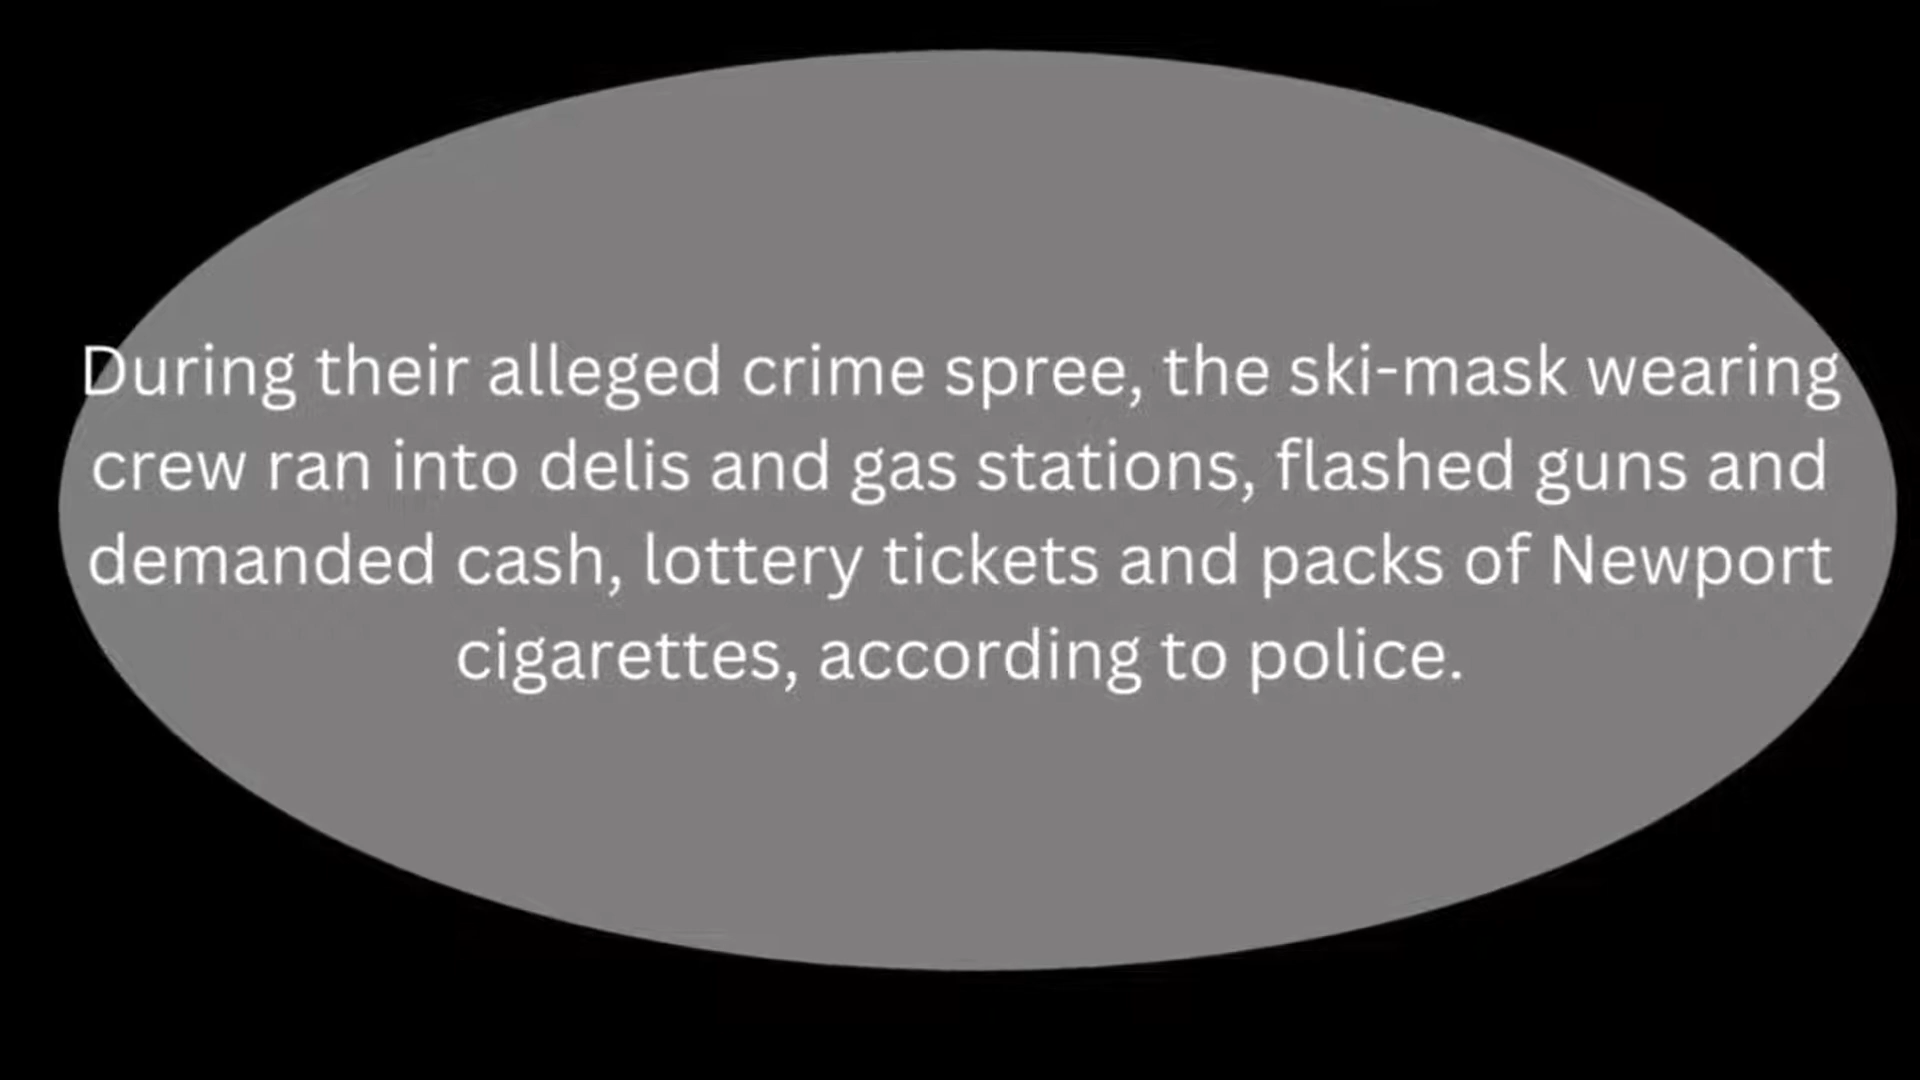 During their alleged crime spree, the ski-mask wearing
crew ran into delis and gas stations, flashed guns and
demanded cash, lottery tickets and packs of Newport
cigarettes, according to police.